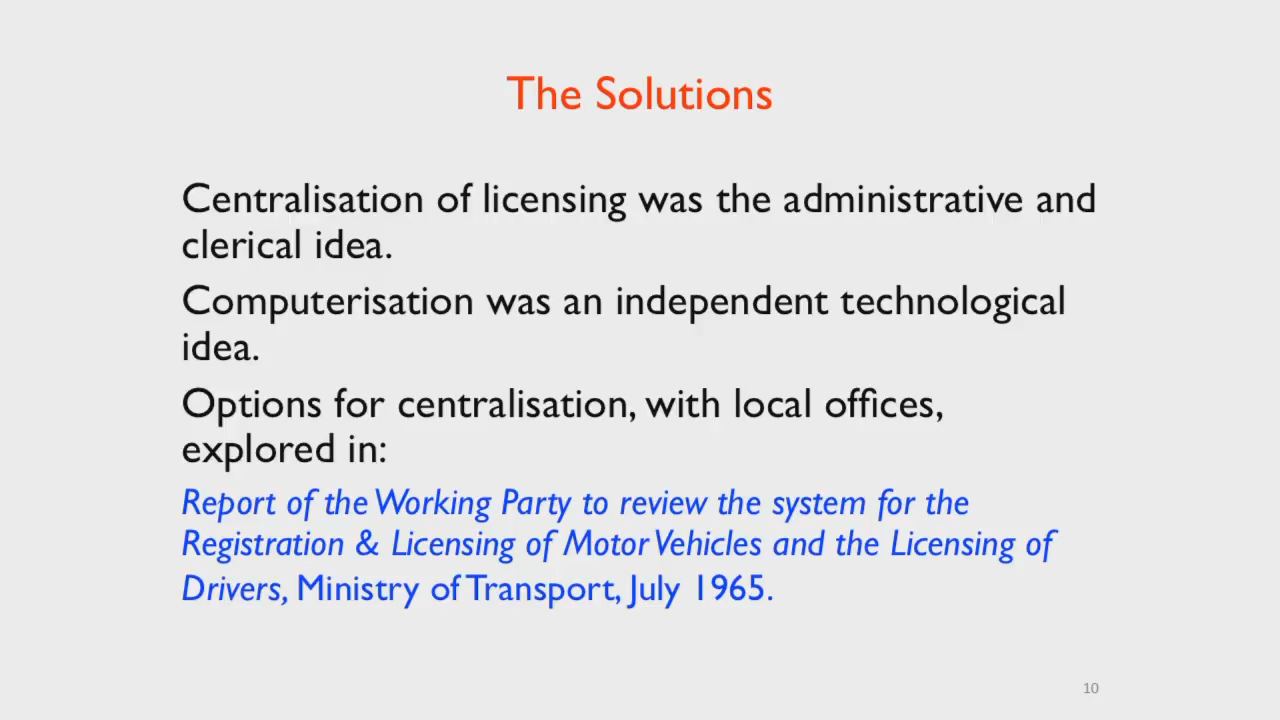 The Solutions
Centralisation of licensing was the administrative and
clerical idea.
Computerisation was an independent technological
idea.
Options for centralisation, with local offices,
explored in:
Report of the Working Party to review the system for the
Registration & Licensing of Motor Vehicles and the Licensing of
Drivers, Ministry of Transport, July 1965.
10